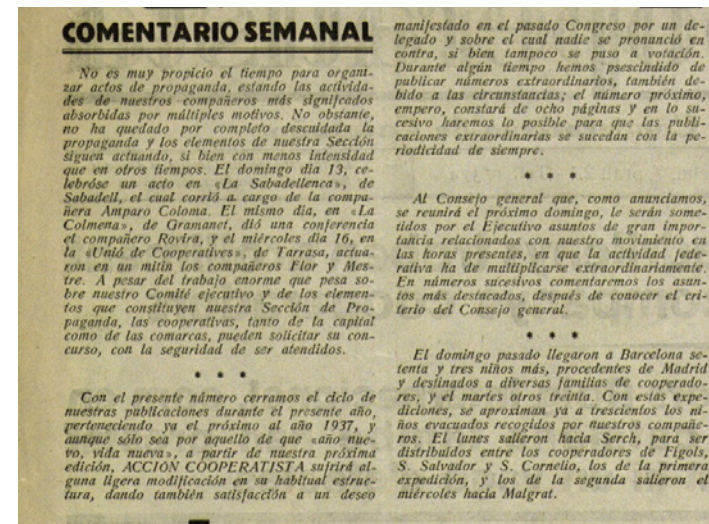 COMENTARIO SEMANAL
No es muy propicio el tiempo para organi-
zar actos de propaganda, estando las activida-
des de nuestros compañeros más signifcados
absorbidas por múltiples motivos. No obstante,
no ha quedado por completo descuidada la
propaganda y los elementos de nuestra Sección
siguen actuando, si bien con menos intensidad
que en otros tiempos. El domingo día 13, ce-
lebróse un acto en «La Sabadellenca», de
Sabadell, el cual corrió a cargo de la compa-
ñera Amparo Coloma. El mismo día, en «La
Colmena», de Gramanet, dió una conferencia
el compañero Rovira, y el miércoles día 16, en
la «Unió de Cooperatives», de Tarrasa, actua-
ron en un mitin los compañeros Flor y Mes-
tre. A pesar del trabajo enorme que pesa so-
bre nuestro Comité ejecutivo y de los elemen-
tos que constituyen nuestra Sección de Pro-
paganda, las cooperativas, tanto de la capital
como de las comarcas, pueden solicitar su con-
curso, con la seguridad de ser atendidos.
* * *
Con el presente número cerramos el ciclo de
nuestras publicaciones durante el presente año,
perteneciendo ya el próximo al año 1937, y
aunque sólo sea por aquello de que «año nue-
vo, vida nueva», a partir de nuestra próxima
edición, ACCIÓN COOPERATISTA sufrirá al-
guna ligera modificación en su habitual estruc-
tura, dando también satisfacción a un deseo
manifestado en el pasado Congreso por un de-
legado y sobre el cual nadie se pronunció en
contra, si bien tampoco se puso a votación.
Durante algún tiempo hemos psescindido de
publicar números extraordinarios, también de-
bido a las circunstancias; el número próximo,
empero, constará de ocho páginas y en lo su-
cesivo haremos lo posible para que las publi-
caciones extraordinarias se sucedan con la pe-
riodicidad de siempre.
* * *
Al Consejo general que, como anunciamos,
se reunirá el próximo domingo, le serán some-
tidos por el Ejecutivo asuntos de gran impor-
tancia relacionados con nuestro movimiento en
las horas presentes, en que la actividad fede-
rativa ha de multiplicarse extraordinariamente.
En números sucesivos comentaremos los asun-
tos más destacados, después de conocer el cri-
terio del Consejo general.
* * *
El domingo pasado llegaron a Barcelona se-
tenta y tres niños más, procedentes de Madrid
y destinados a diversas familias de cooperado-
res, y el martes otros treinta. Con estas expe-
diciones, se aproximan ya a trescientos los ni-
ños evacuados recogidos por nuestros compañe-
ros. El lunes salieron hacia Serch, para ser
distribuídos entre los cooperadores de Fígols,
S. Salvador y S. Cornelio, los de la primera
expedición, y los de la segunda salieron el
miércoles hacia Malgrat.